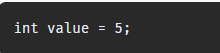 int value = 5;